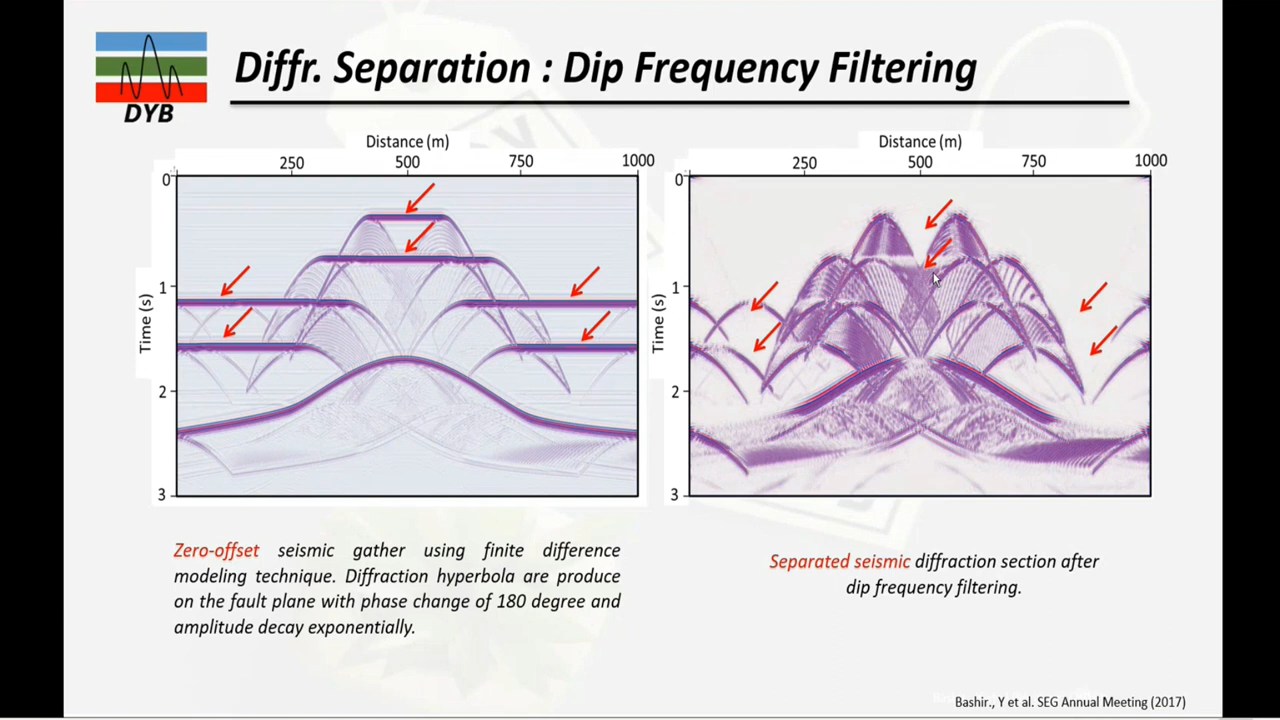 DYB
Diffr. Separation : Dip Frequency Filtering
Distance (m)
250 500 750 1000
0
1
2
3
Time (s)
Distance (m)
250 500 750 1000
0
1
2
3
Time (s)
Zero-offset seismic gather using finite difference
modeling technique. Diffraction hyperbola are produce
on the fault plane with phase change of 180 degree and
amplitude decay exponentially.
Separated seismic diffraction section after
dip frequency filtering.
Bashir., Y et al. SEG Annual Meeting (2017)